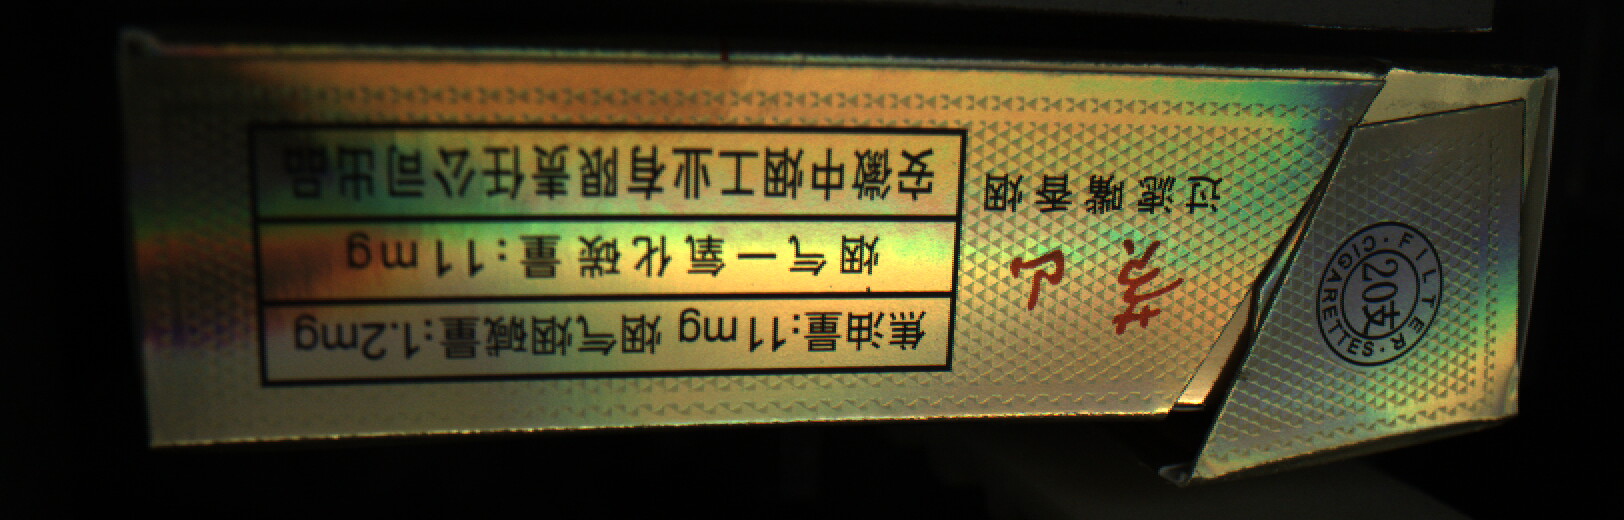 FILTER·CIGARETTES·
20支
黄山
过滤嘴香烟
焦油量:11mg 烟气烟碱量:1.2mg
烟气一氧化碳量:11mg
安徽中烟工业有限责任公司出品